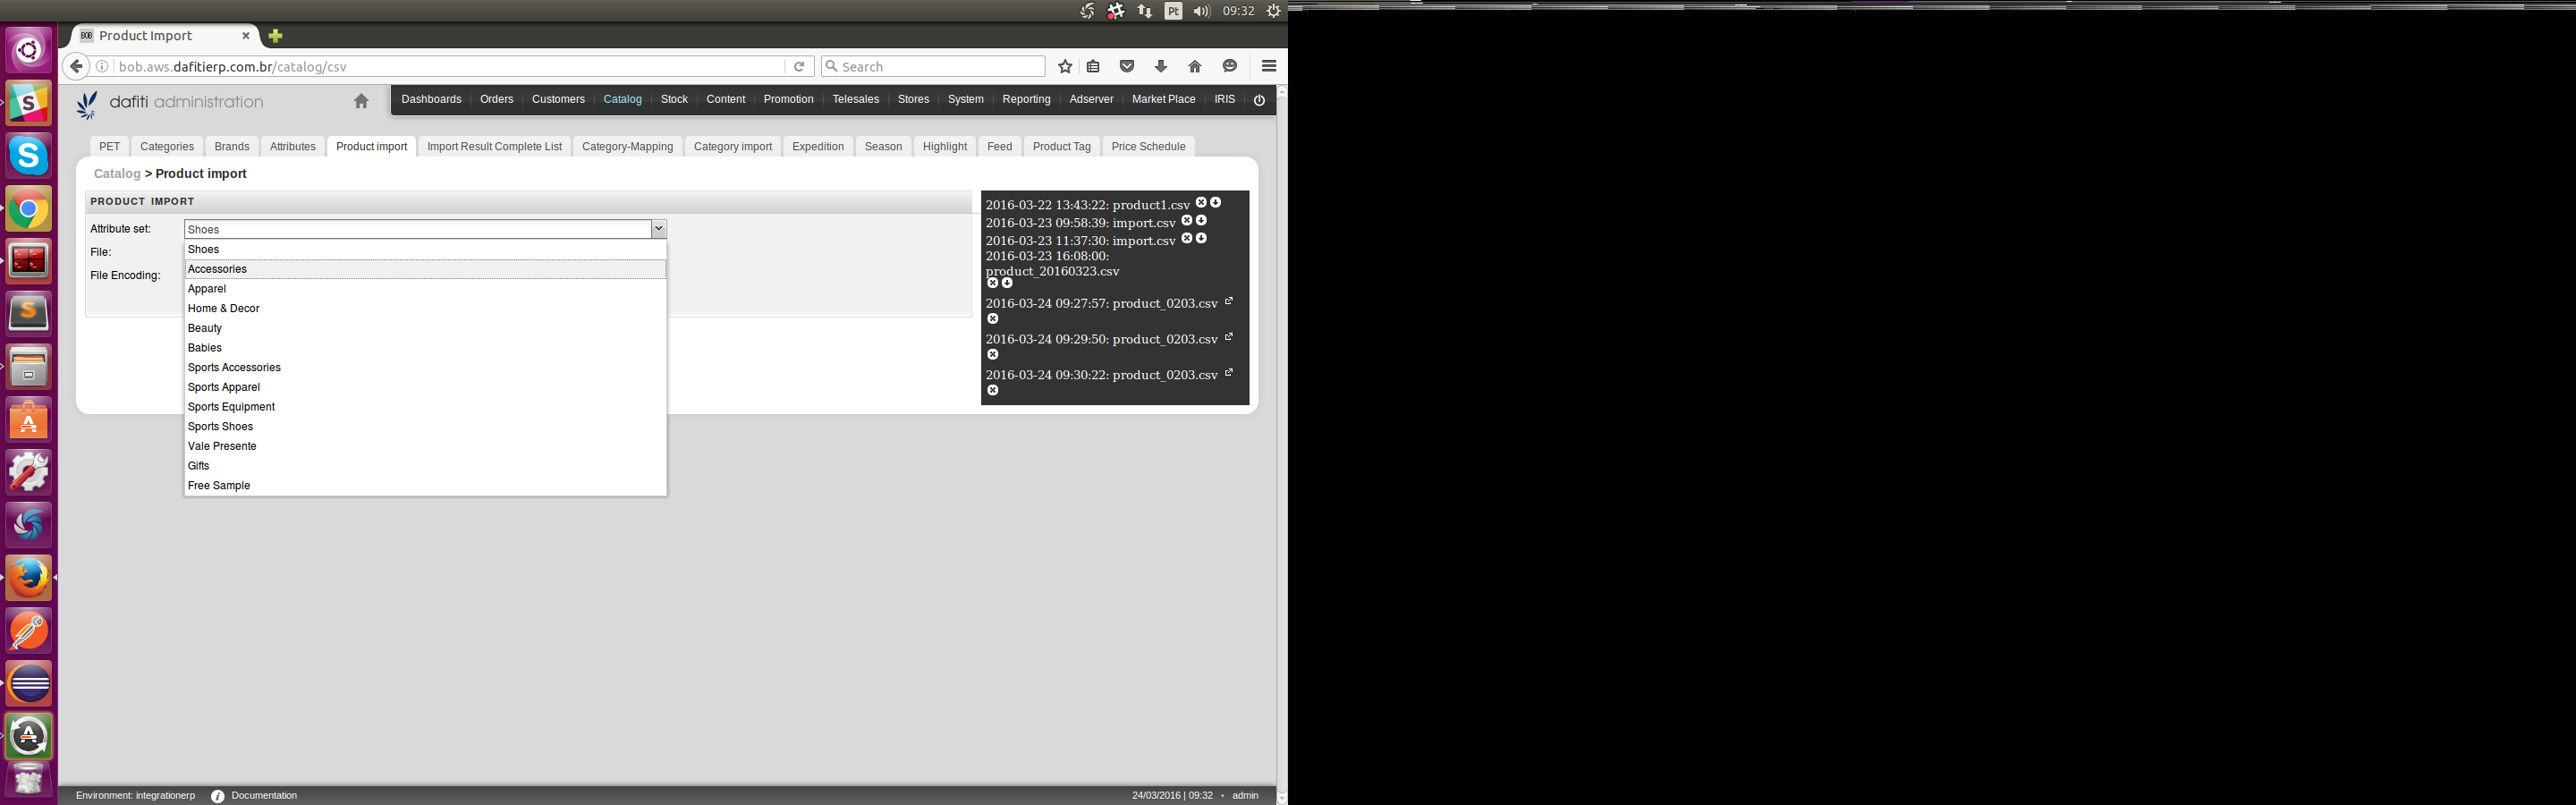 Pt
09:32
BOB Product Import
bob.aws.dafitierp.com.br/catalog/csv
Search
dafiti administration
Dashboards Orders Customers Catalog Stock Content Promotion Telesales Stores System Reporting Adserver Market Place IRIS
PET Categories Brands Attributes Product import Import Result Complete List Category-Mapping Category import Expedition Season Highlight Feed Product Tag Price Schedule
Catalog > Product import
PRODUCT IMPORT
Attribute set:
Shoes
File:
File Encoding:
Shoes
Accessories
Apparel
Home & Decor
Beauty
Babies
Sports Accessories
Sports Apparel
Sports Equipment
Sports Shoes
Vale Presente
Gifts
Free Sample
2016-03-22 13:43:22: product1.csv
2016-03-23 09:58:39: import.csv
2016-03-23 11:37:30: import.csv
2016-03-23 16:08:00:
product_20160323.csv
2016-03-24 09:27:57: product_0203.csv
2016-03-24 09:29:50: product_0203.csv
2016-03-24 09:30:22: product_0203.csv
Environment: integrationerp Documentation
24/03/2016 | 09:32 • admin